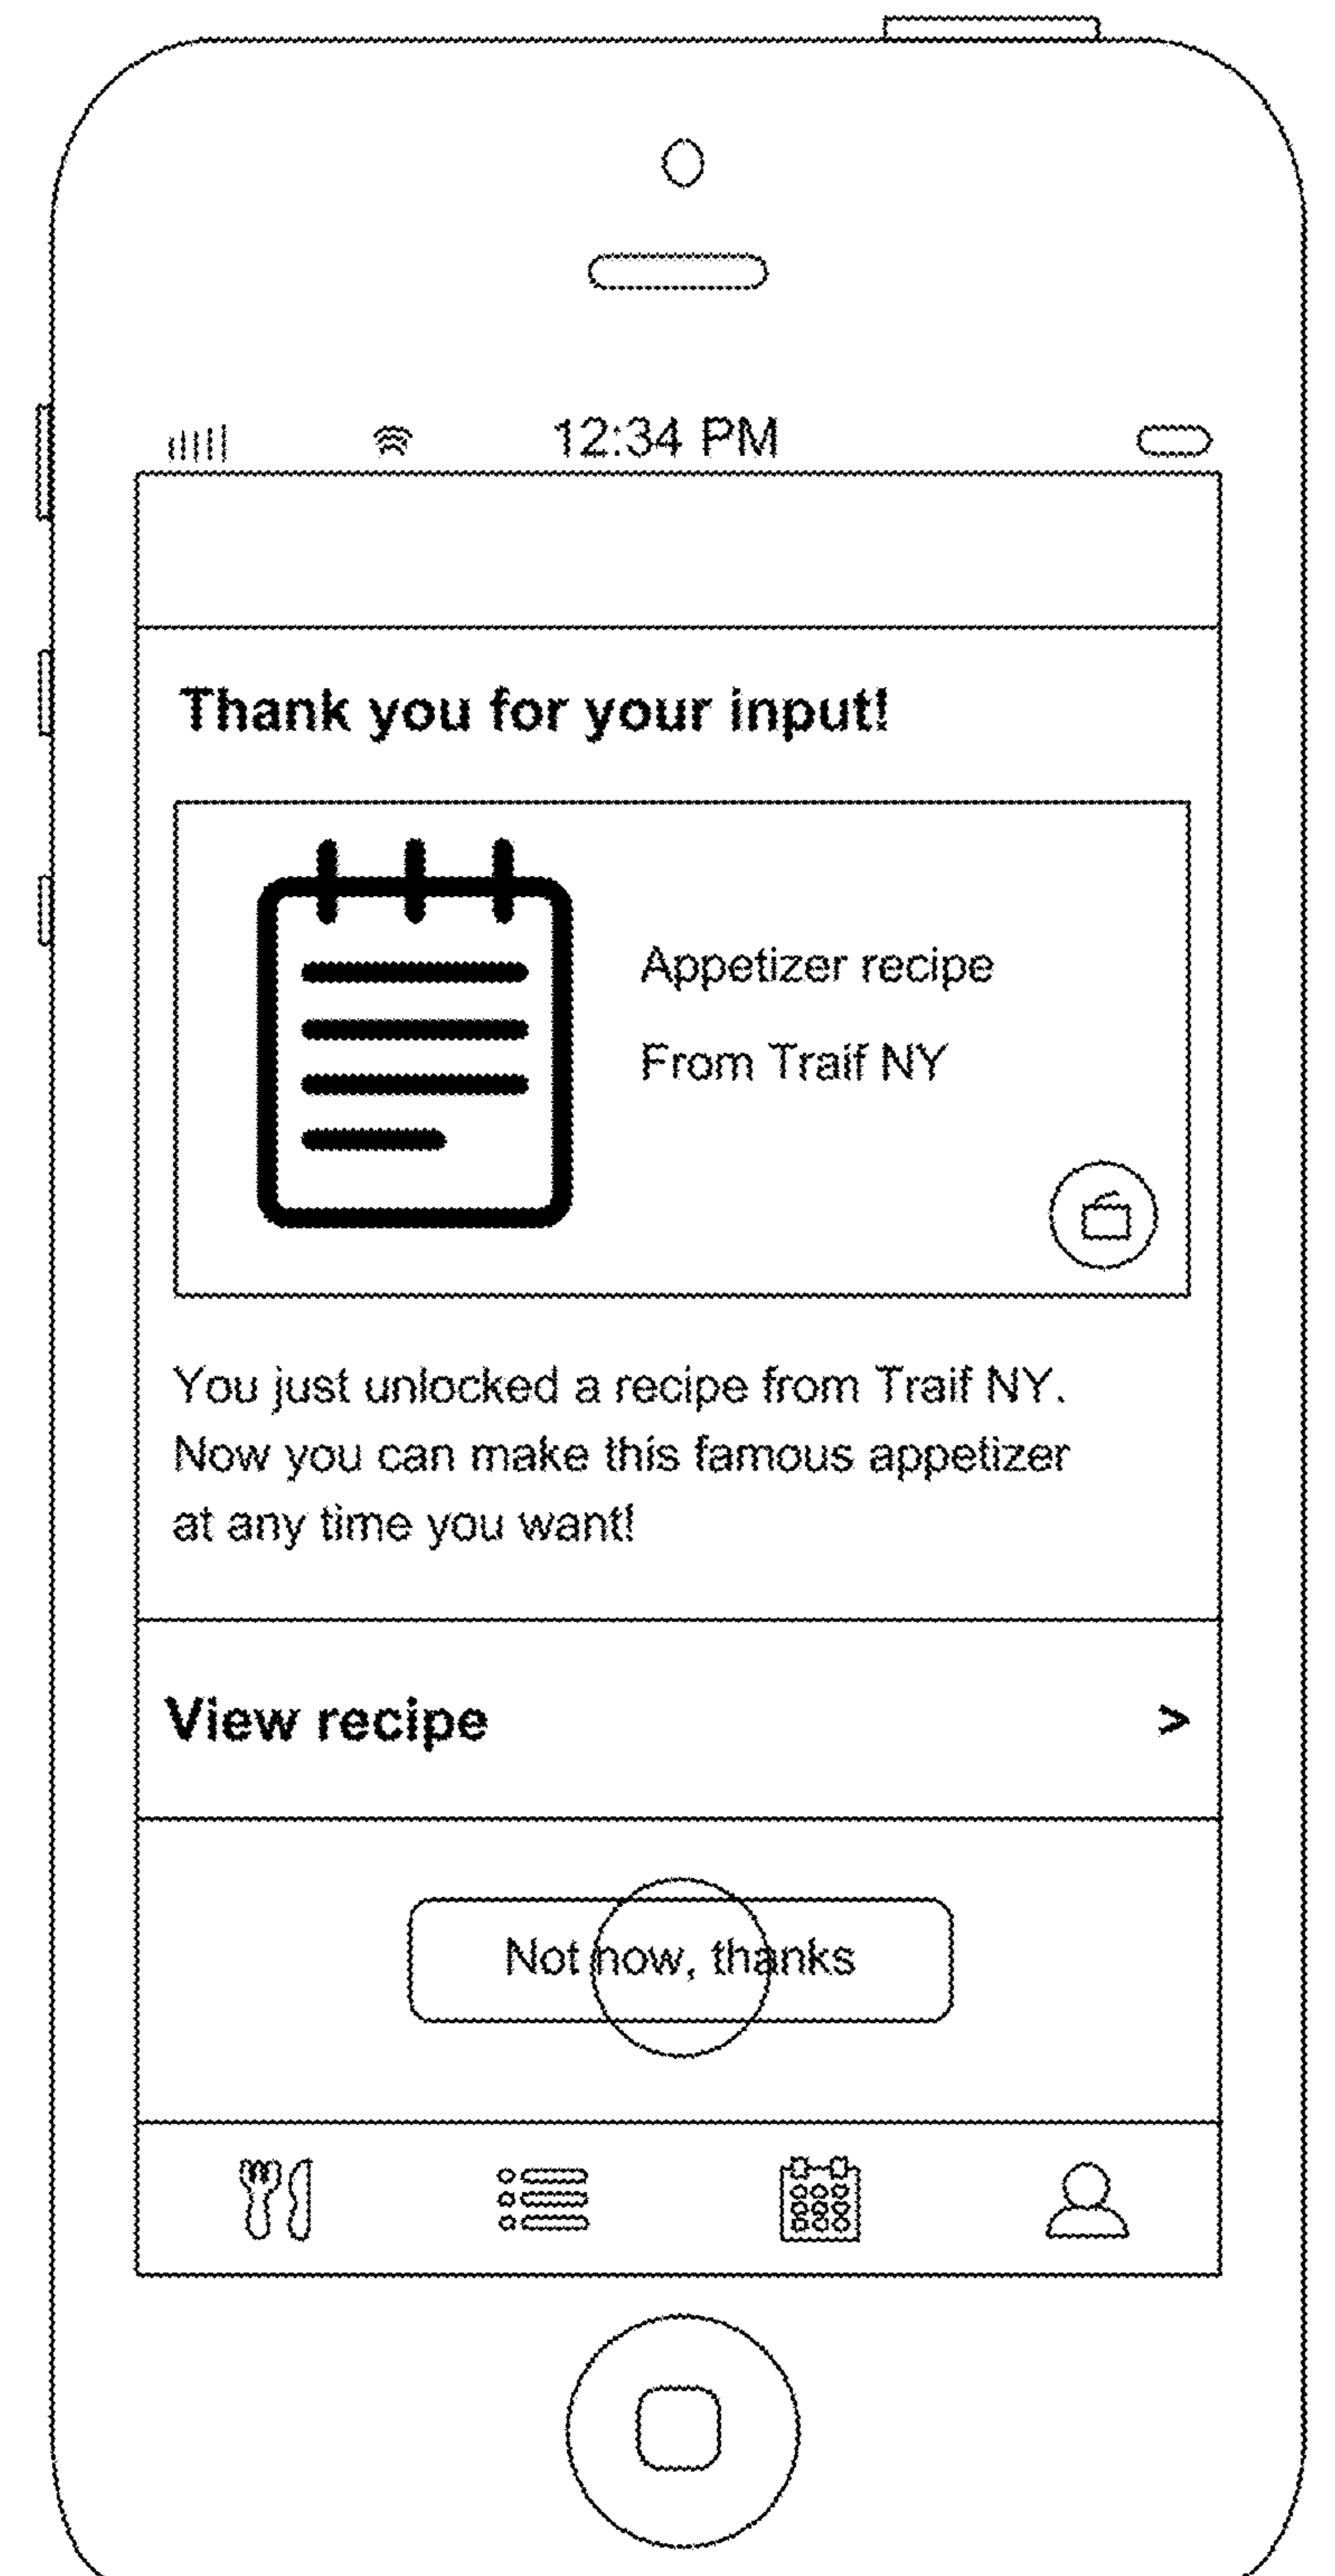 12:34 PM
Thank you for your input!
Appetizer recipe
From Traif NY
You just unlocked a recipe from Traif NY.
Now you can make this famous appetizer
at any time you want!
View recipe >
Not now, thanks